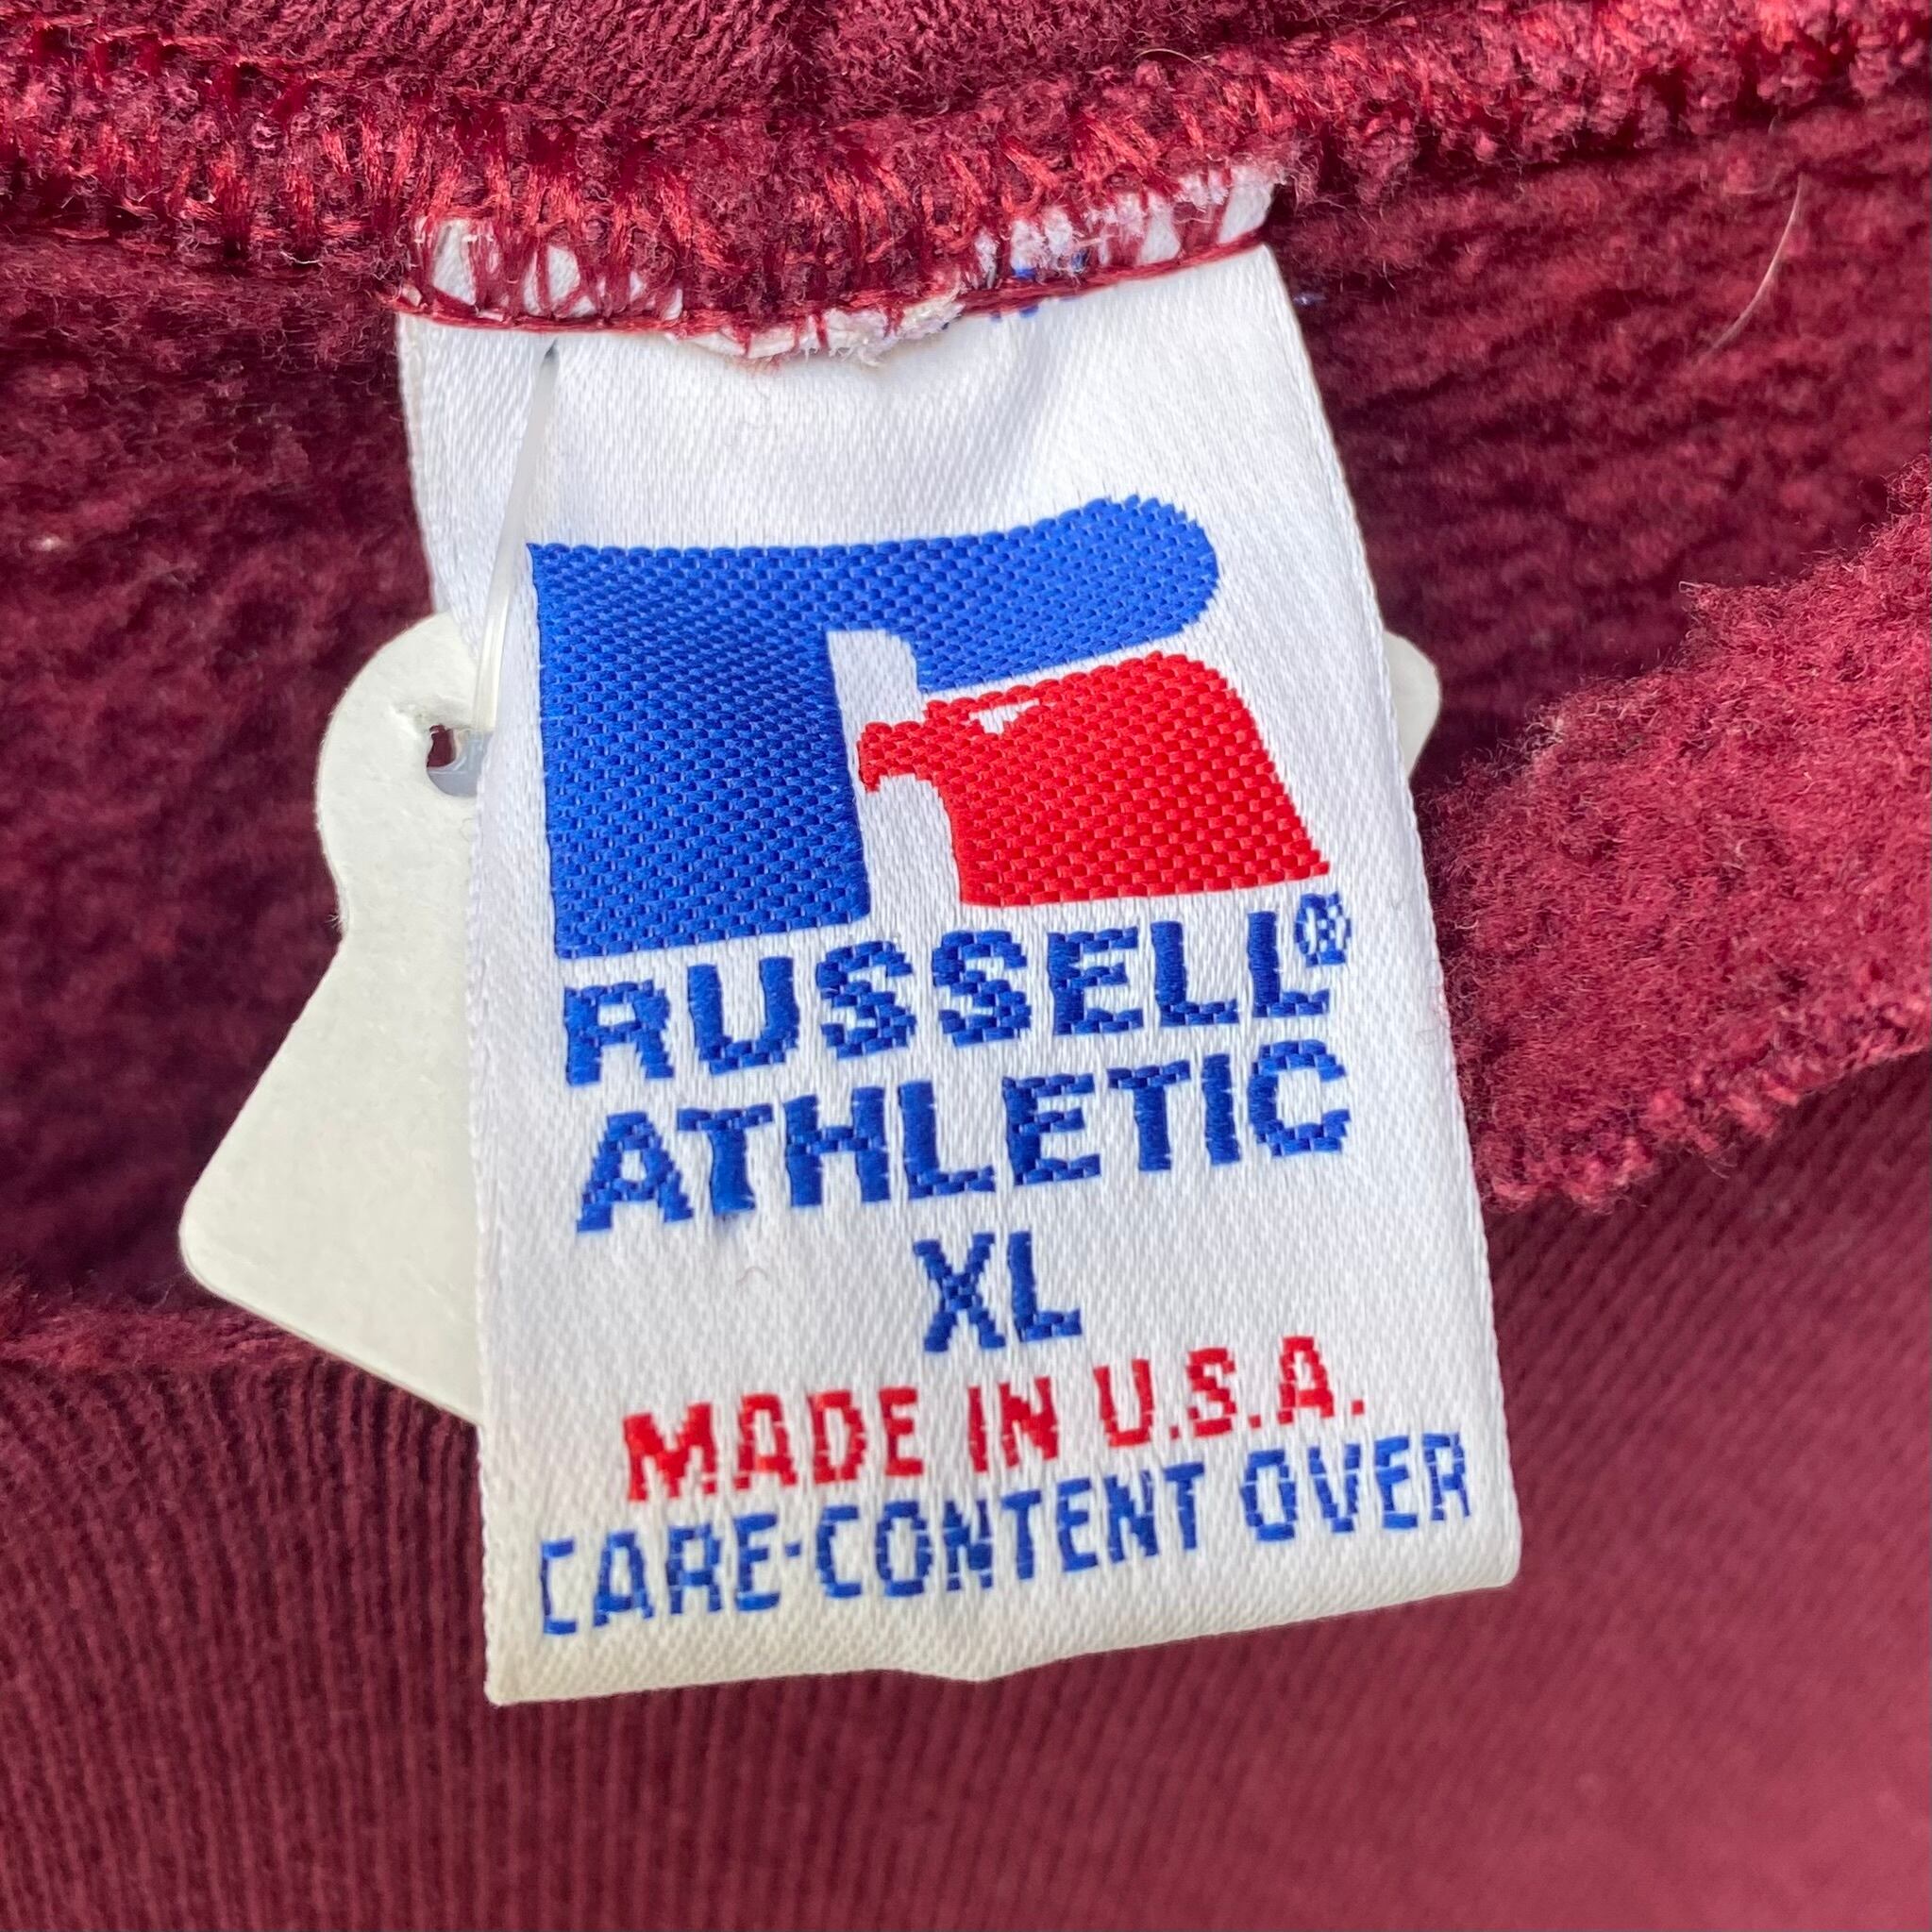 RUSSELL®
ATHLETIC
XL
MADE IN U.S.A.
CARE·CONTENT OVER